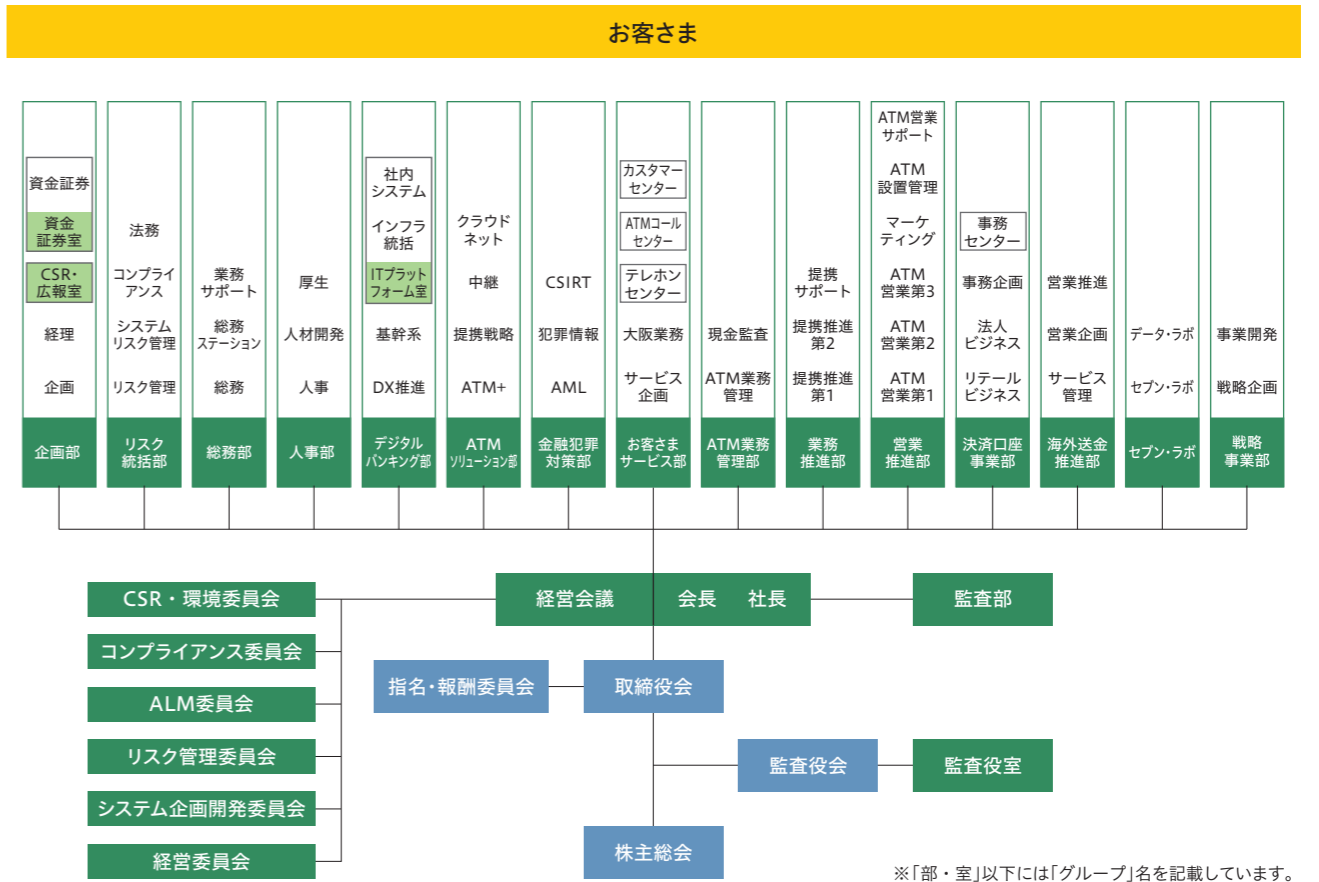 お客さま
資金証券
資金
証券室
CSR・
広報室
経理
企画
企画部
法務
コンプライ
アンス
システム
リスク管理
リスク管理
リスク
統括部
業務
サポート
総務
ステーション
総務
総務部
厚生
人材開発
人事
人事部
社内
システム
インフラ
統括
ITプラット
フォーム室
基幹系
DX推進
デジタル
バンキング部
クラウド
ネット
中継
提携戦略
ATM+
ATM
ソリューション部
CSIRT
犯罪情報
AML
金融犯罪
対策部
カスタマー
センター
ATMコール
センター
テレホン
センター
大阪業務
サービス
企画
お客さま
サービス部
現金監査
ATM業務
管理
ATM業務
管理部
提携
サポート
提携推進
第2
提携推進
第1
業務
推進部
ATM営業
サポート
ATM
設置管理
マーケ
ティング
ATM
営業第3
ATM
営業第2
ATM
営業第1
営業
推進部
事務
センター
事務企画
法人
ビジネス
リテール
ビジネス
決済口座
事業部
営業推進
営業企画
サービス
管理
海外送金
推進部
データ・ラボ
セブン・ラボ
セブン・ラボ
事業開発
戦略企画
戦略
事業部
経営会議
会長 社長
監査部
CSR・環境委員会
コンプライアンス委員会
ALM委員会
リスク管理委員会
システム企画開発委員会
経営委員会
指名・報酬委員会
取締役会
監査役会
監査役室
株主総会
※「部・室」以下には「グループ」名を記載しています。